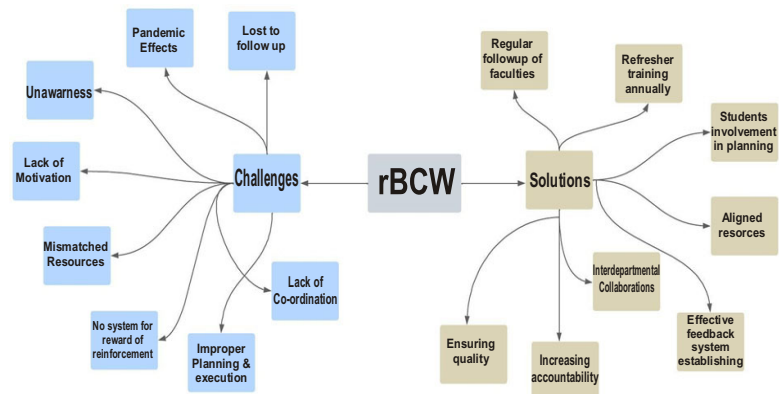 Pandemic
Effects
Lost to
follow up
Unawarness
Lack of
Motivation
Mismatched
Resources
No system for
reward of
reinforcement
Improper
Planning &
execution
Lack of
Co-ordination
Challenges
rBCW
Solutions
Regular
followup of
faculties
Refresher
training
annually
Students
involvement
in planning
Aligned
resorces
Effective
feedback
system
establishing
Interdepartmental
Collaborations
Increasing
accountability
Ensuring
quality